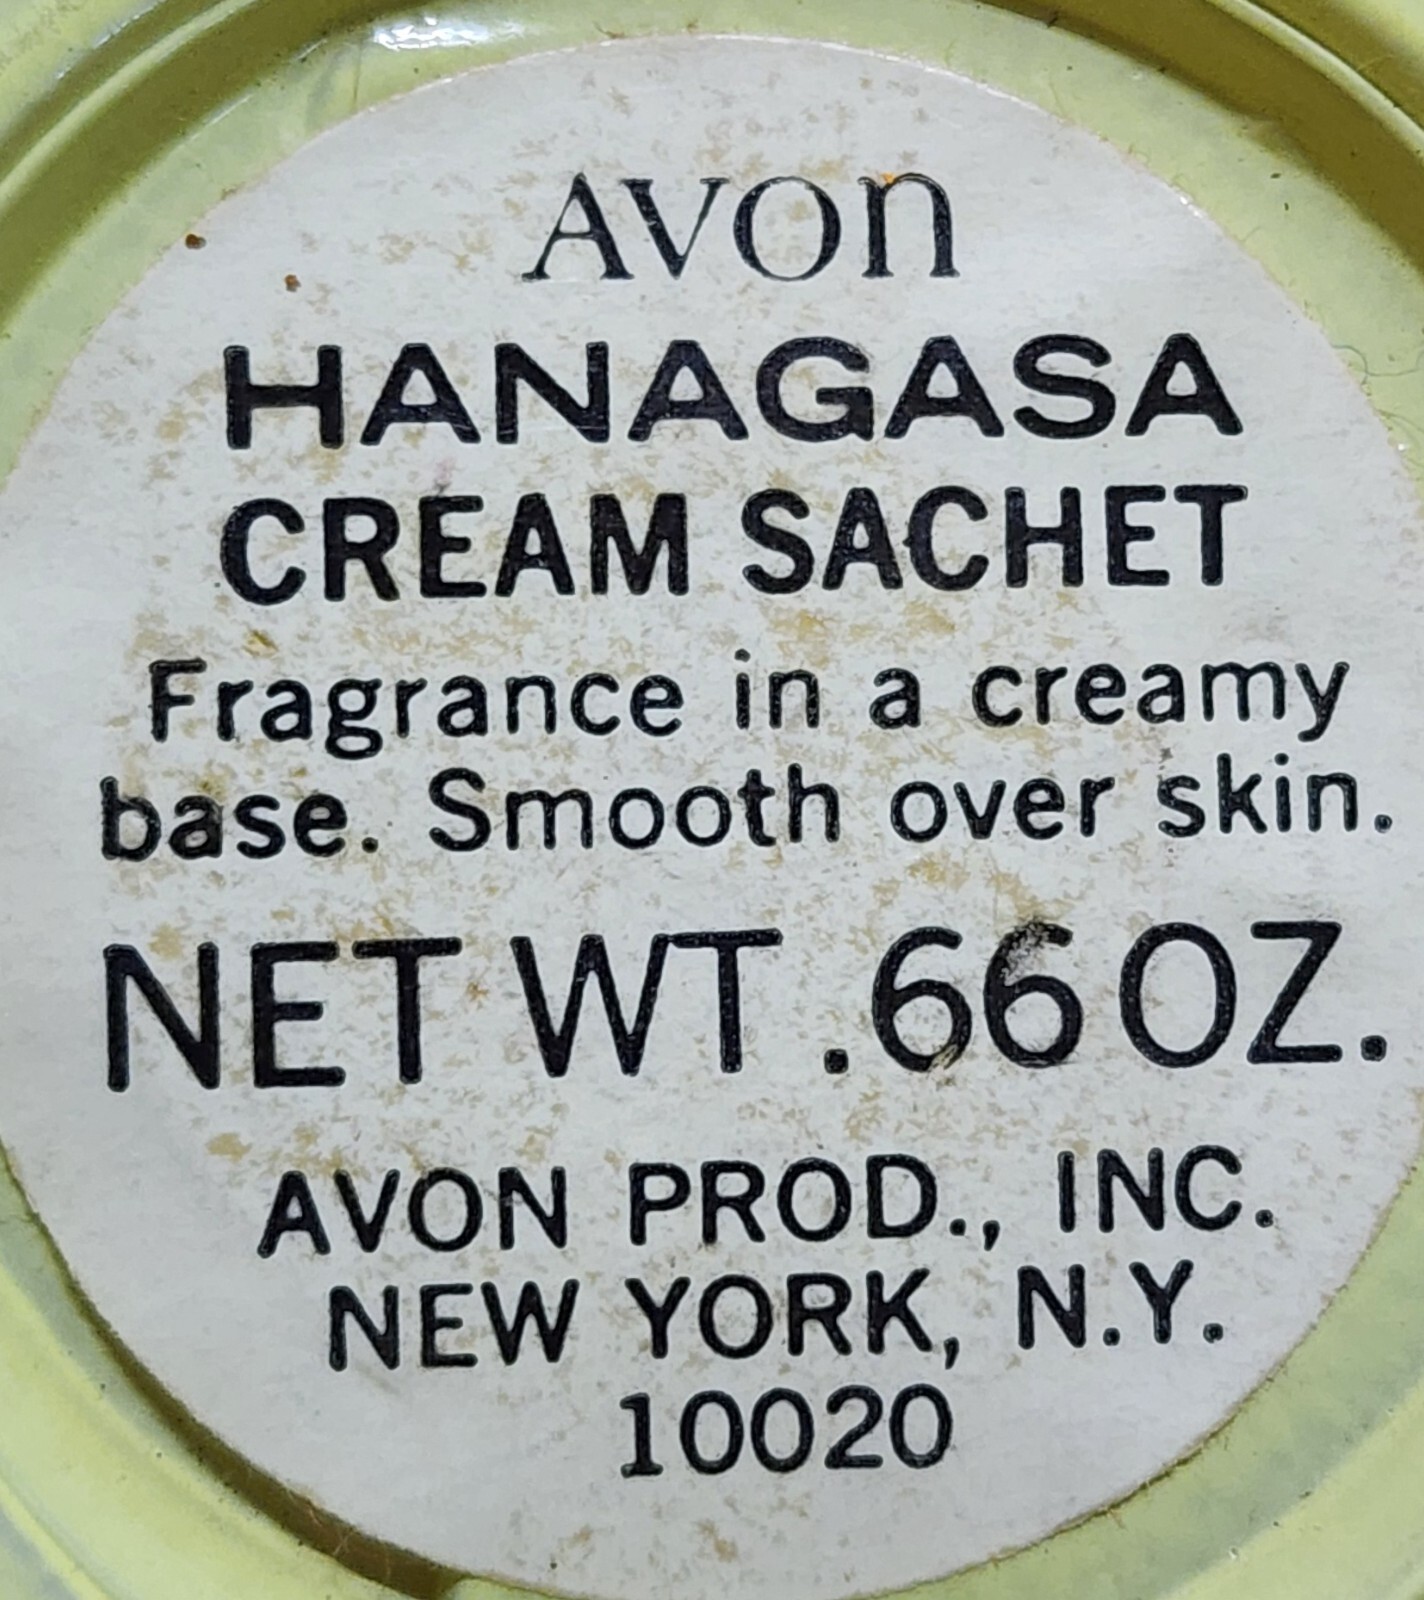 AVON
HANAGASA
CREAM SACHET
Fragrance in a creamy
base. Smooth over skin.
NET WT .66 OZ.
AVON PROD., INC.
NEW YORK, N.Y.
10020